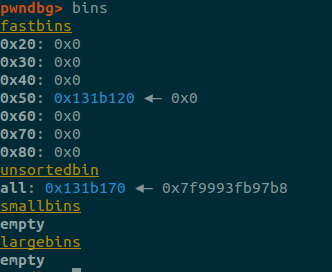 pwndbg> bins
fastbins
0x20: 0x0
0x30: 0x0
0x40: 0x0
0x50: 0x131b120 ◂— 0x0
0x60: 0x0
0x70: 0x0
0x80: 0x0
unsortedbin
all: 0x131b170 ◂— 0x7f9993fb97b8
smallbins
empty
largebins
empty